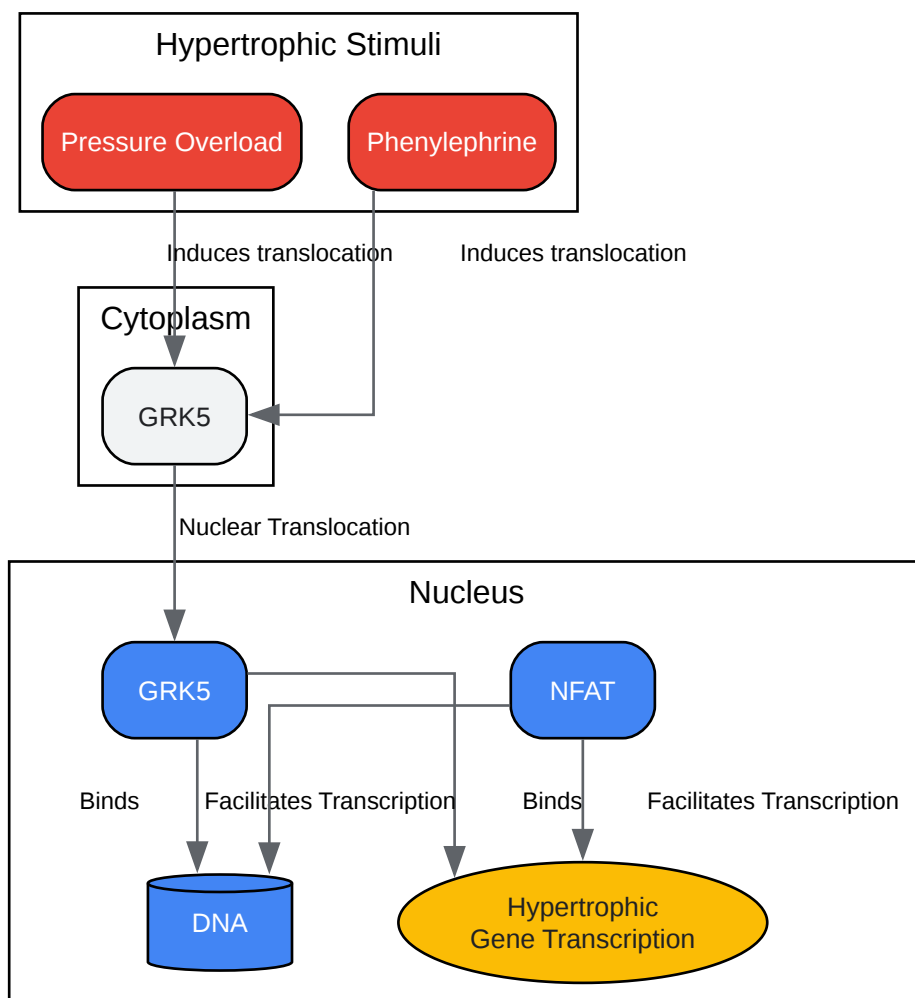 Hypertrophic Stimuli
Pressure Overload
Phenylephrine
Induces translocation
Induces translocation
Cytoplasm
GRK5
Nuclear Translocation
Nucleus
GRK5
NFAT
Binds
Facilitates Transcription
Binds
Facilitates Transcription
DNA
Hypertrophic
Gene Transcription